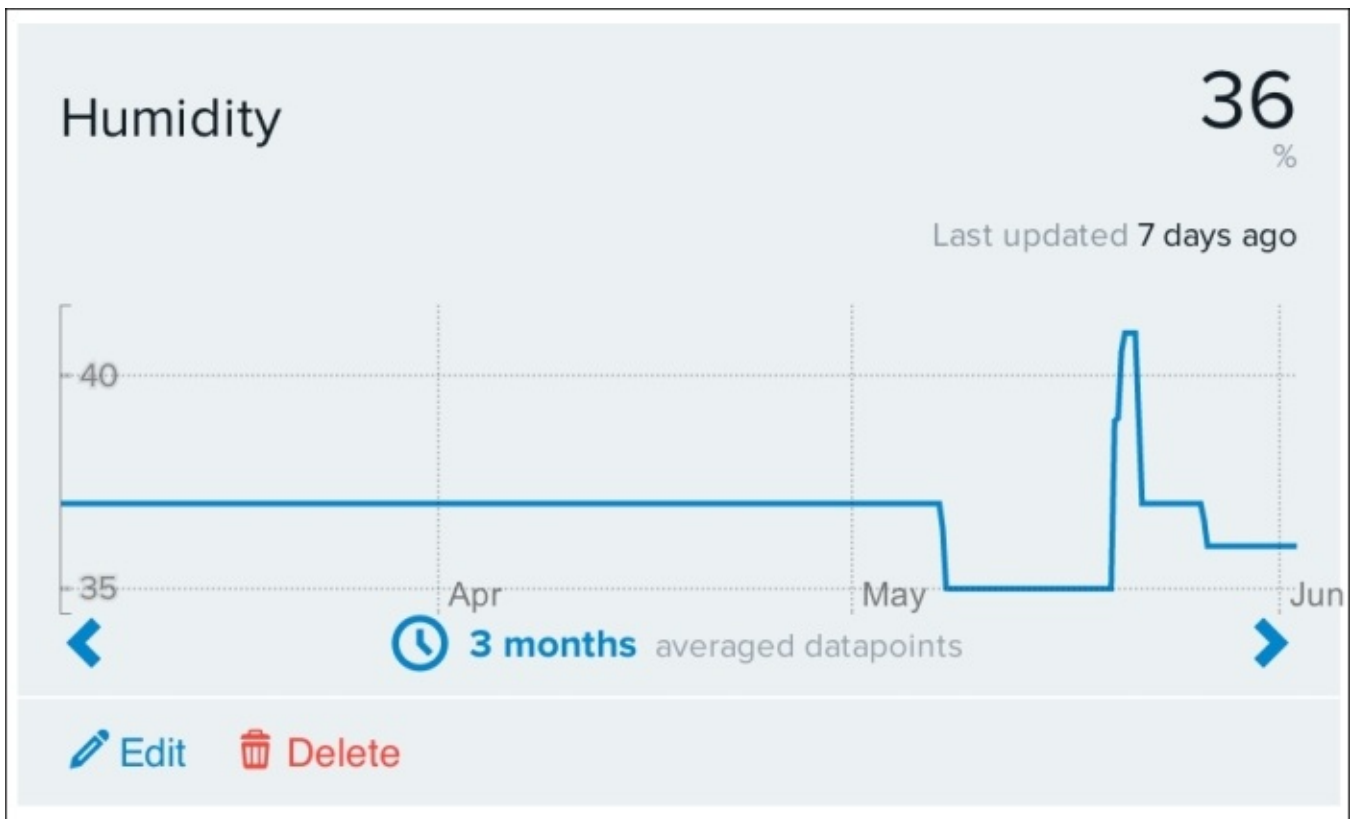 Humidity
36
%
Last updated 7 days ago
40
35
Apr
May
Jun
3 months averaged datapoints
Edit
Delete